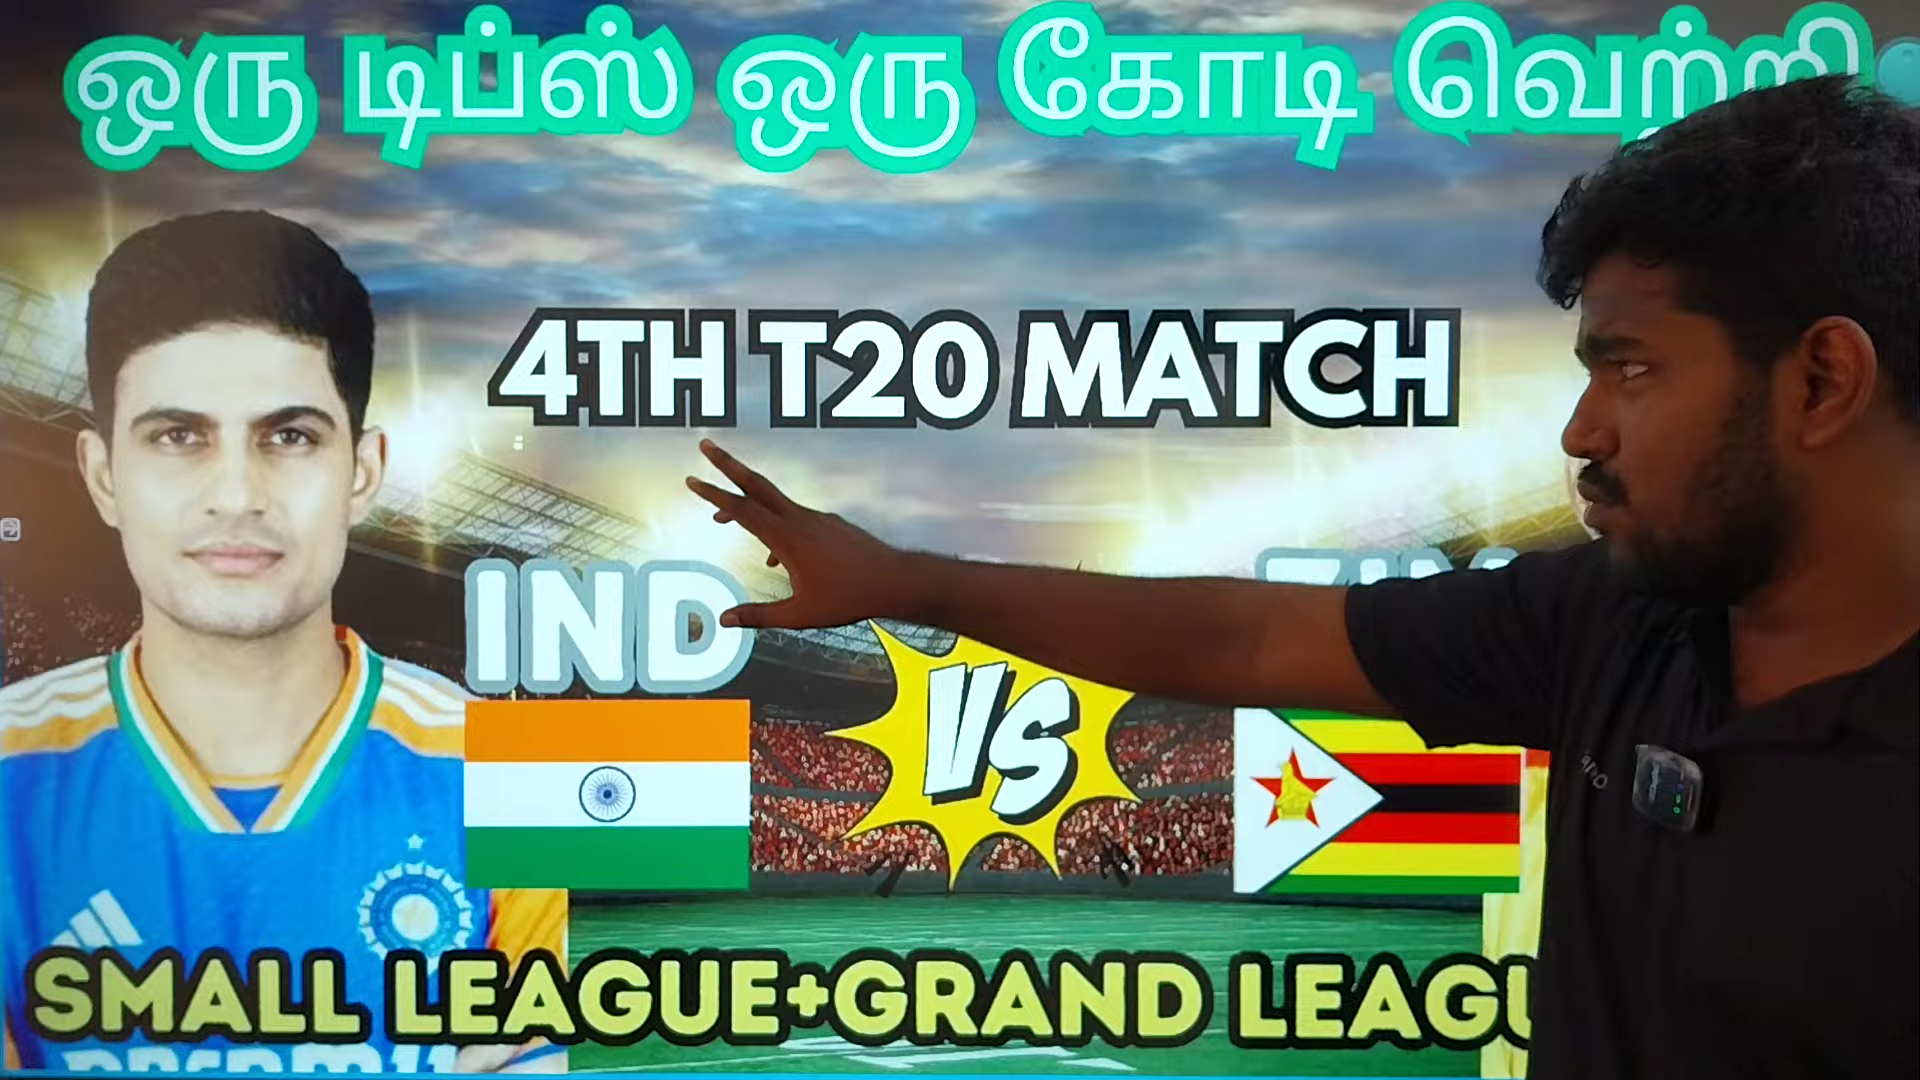 ஒரு டிப்ஸ் ஒரு கோடி வெற்றி
4TH T20 MATCH
IND
VS
SMALL LEAGUE+GRAND